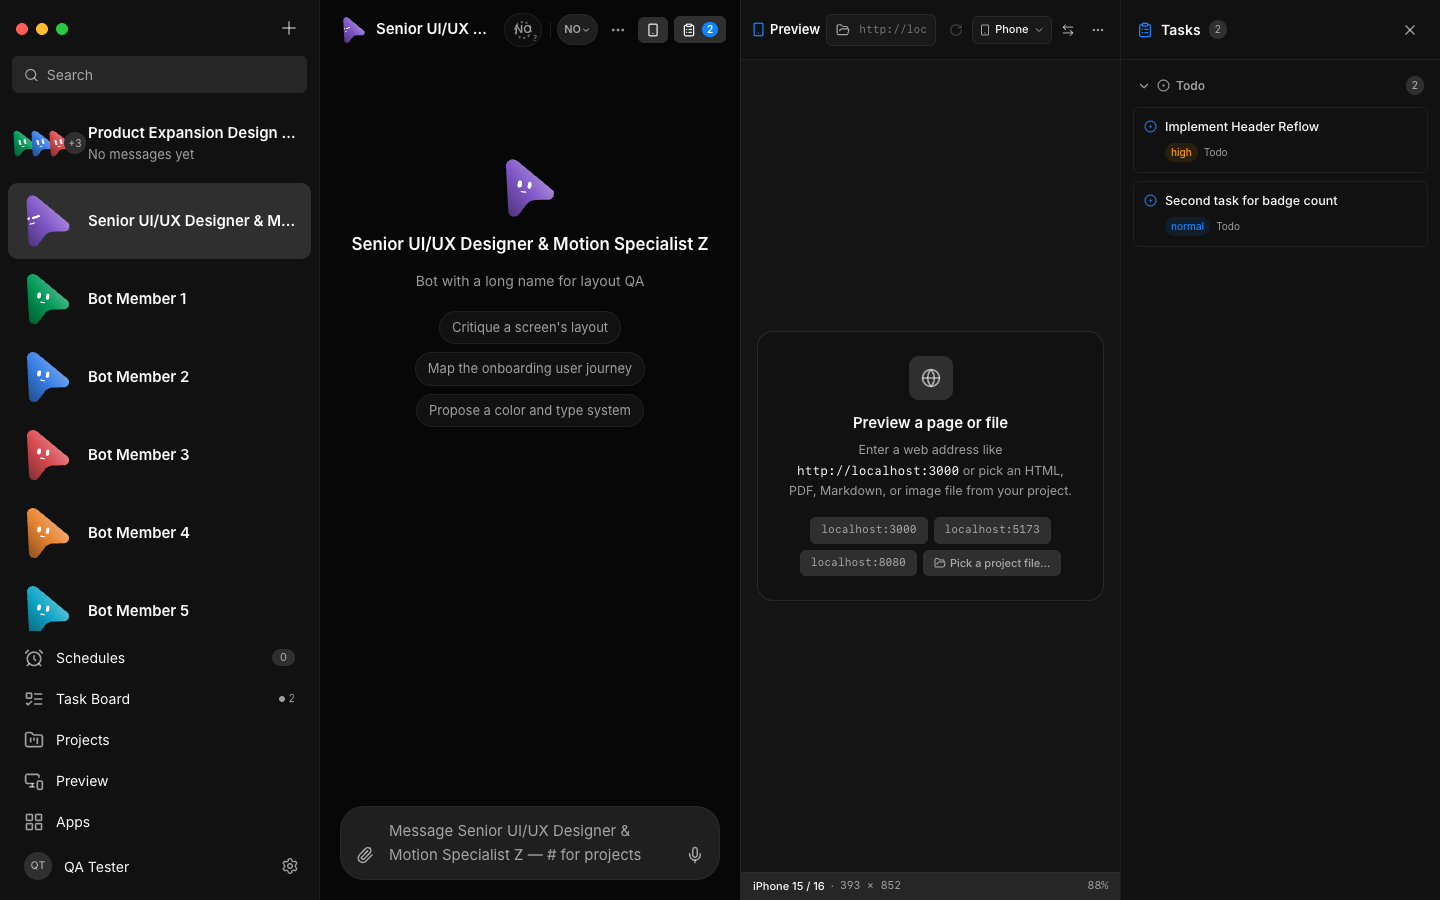 Search
Product Expansion Design ...
+3
No messages yet
Senior UI/UX Designer & M...
Bot Member 1
Bot Member 2
Bot Member 3
Bot Member 4
Bot Member 5
Schedules
0
Task Board
2
Projects
Preview
Apps
QT
QA Tester
Senior UI/UX ...
NO
?
NO
2
Senior UI/UX Designer & Motion Specialist Z
Bot with a long name for layout QA
Critique a screen's layout
Map the onboarding user journey
Propose a color and type system
Message Senior UI/UX Designer &
Motion Specialist Z — # for projects
Preview
http://loc
Phone
Preview a page or file
Enter a web address like
http://localhost:3000 or pick an HTML,
PDF, Markdown, or image file from your project.
localhost:3000
localhost:5173
localhost:8080
Pick a project file...
iPhone 15 / 16 · 393 × 852
88%
Tasks
2
Todo
2
Implement Header Reflow
high
Todo
Second task for badge count
normal
Todo